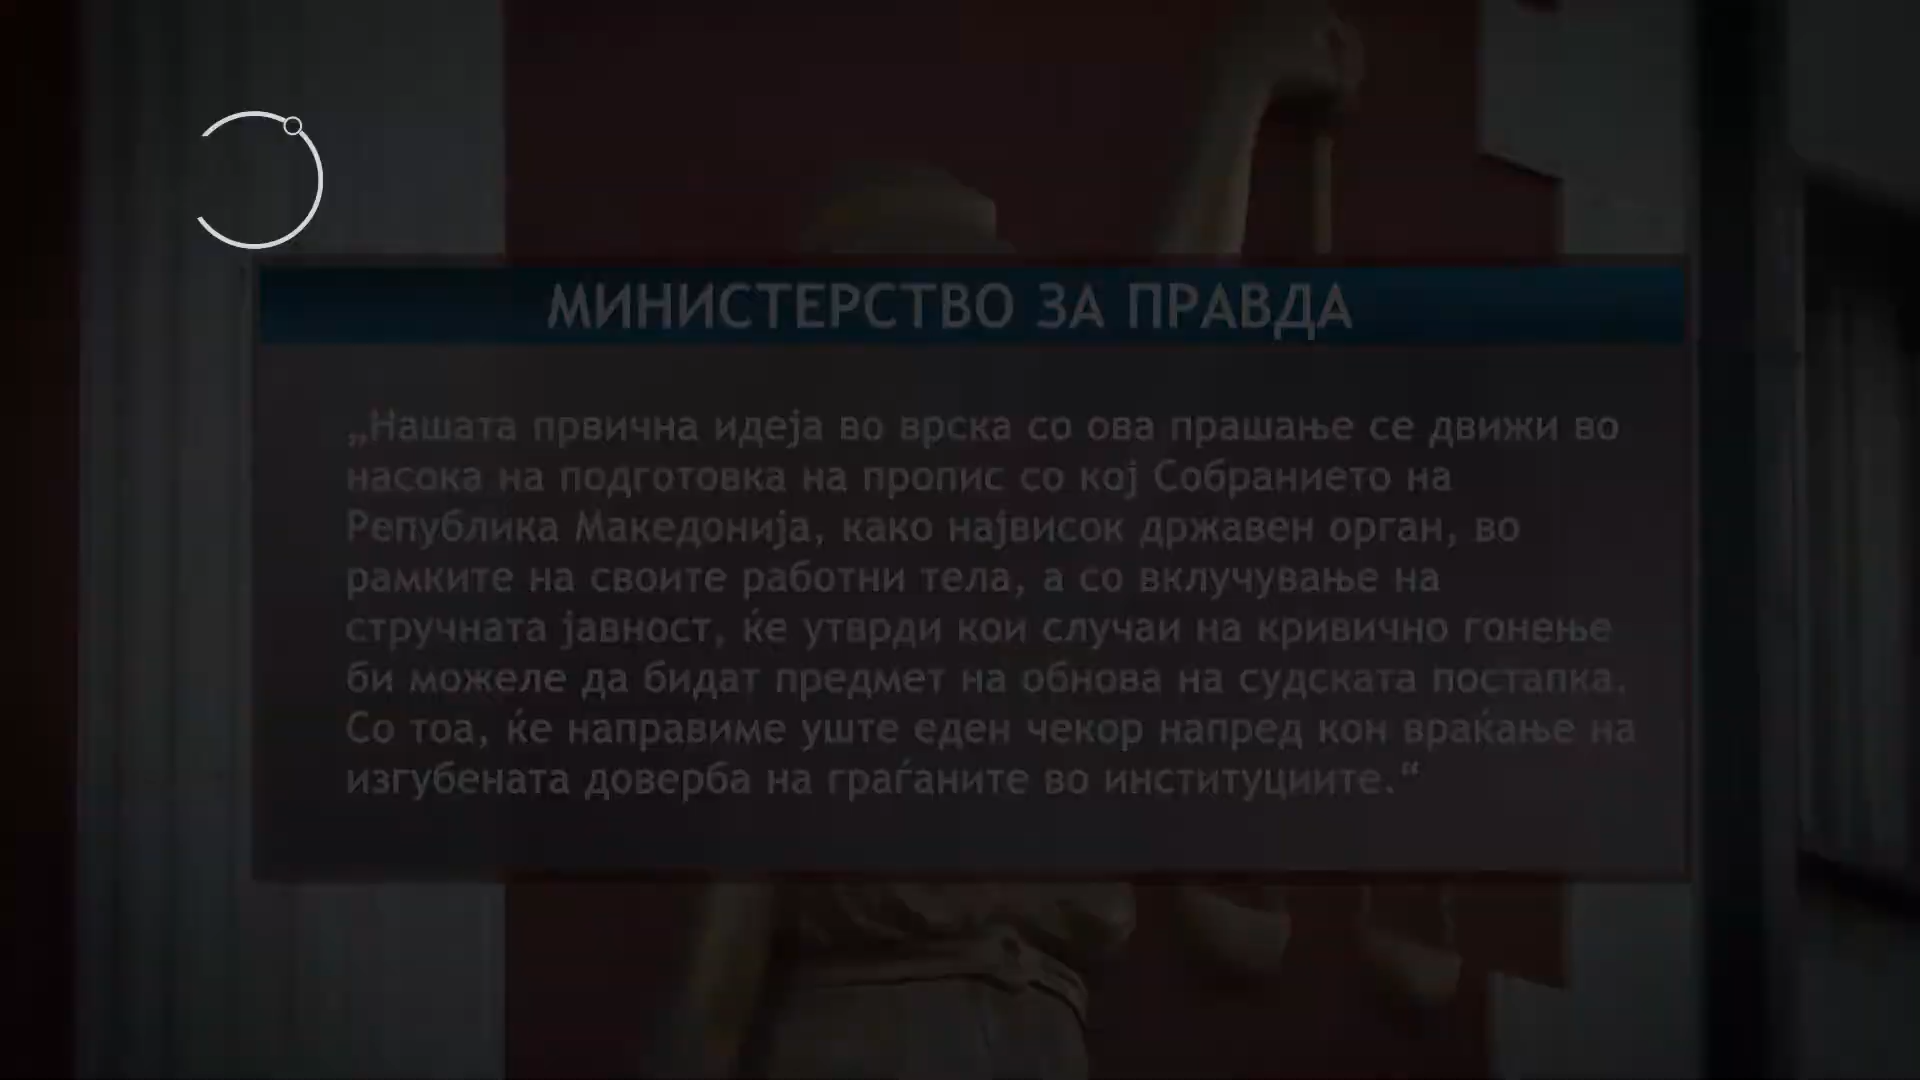 МИНИСТЕРСТВО ЗА ПРАВДА
„Нашата првична идеја во врска со ова прашање се движи во
насока на подготовка на пропис со кој Собранието на
Република Македонија, како највисок државен орган, во
рамките на своите работни тела, а со вклучување на
стручната јавност, ќе утврди кои случаи на кривично гонење
би можеле да бидат предмет на обнова на судската постапка.
Со тоа, ќе направиме уште еден чекор напред кон враќање на
изгубената доверба на граѓаните во институциите.“